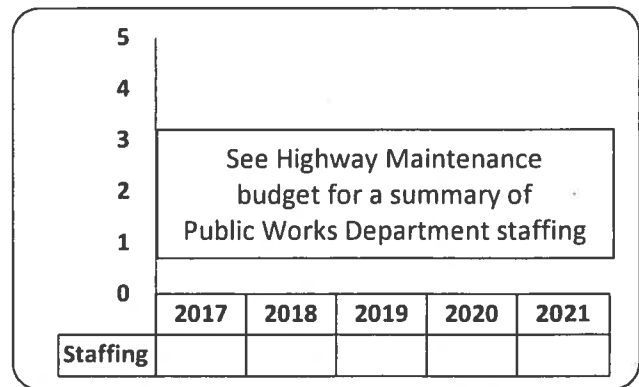 5
4
3
See Highway Maintenance
2
budget for a summary of
Public Works Department staffing
1
0
2017 2018 2019 2020 2021
Staffing